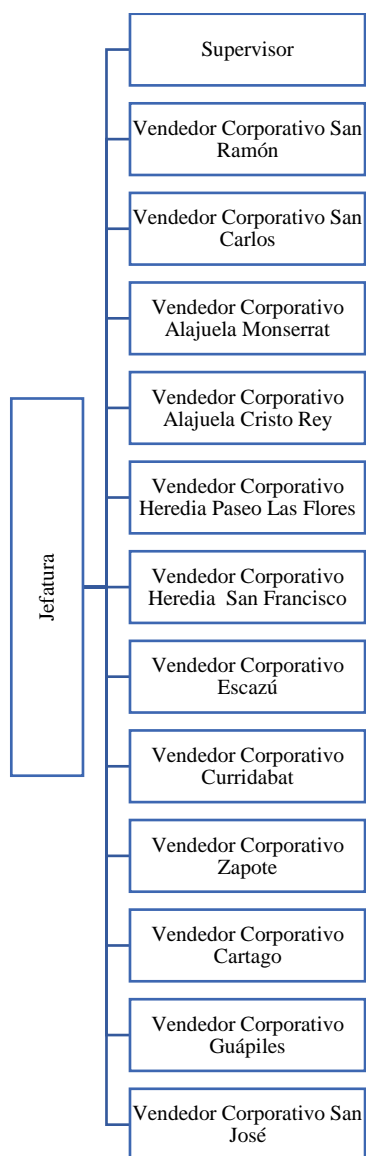 Jefatura
Supervisor
Vendedor Corporativo San
Ramón
Vendedor Corporativo San
Carlos
Vendedor Corporativo
Alajuela Monserrat
Vendedor Corporativo
Alajuela Cristo Rey
Vendedor Corporativo
Heredia Paseo Las Flores
Vendedor Corporativo
Heredia  San Francisco
Vendedor Corporativo
Escazú
Vendedor Corporativo
Curridabat
Vendedor Corporativo
Zapote
Vendedor Corporativo
Cartago
Vendedor Corporativo
Guápiles
Vendedor Corporativo San
José